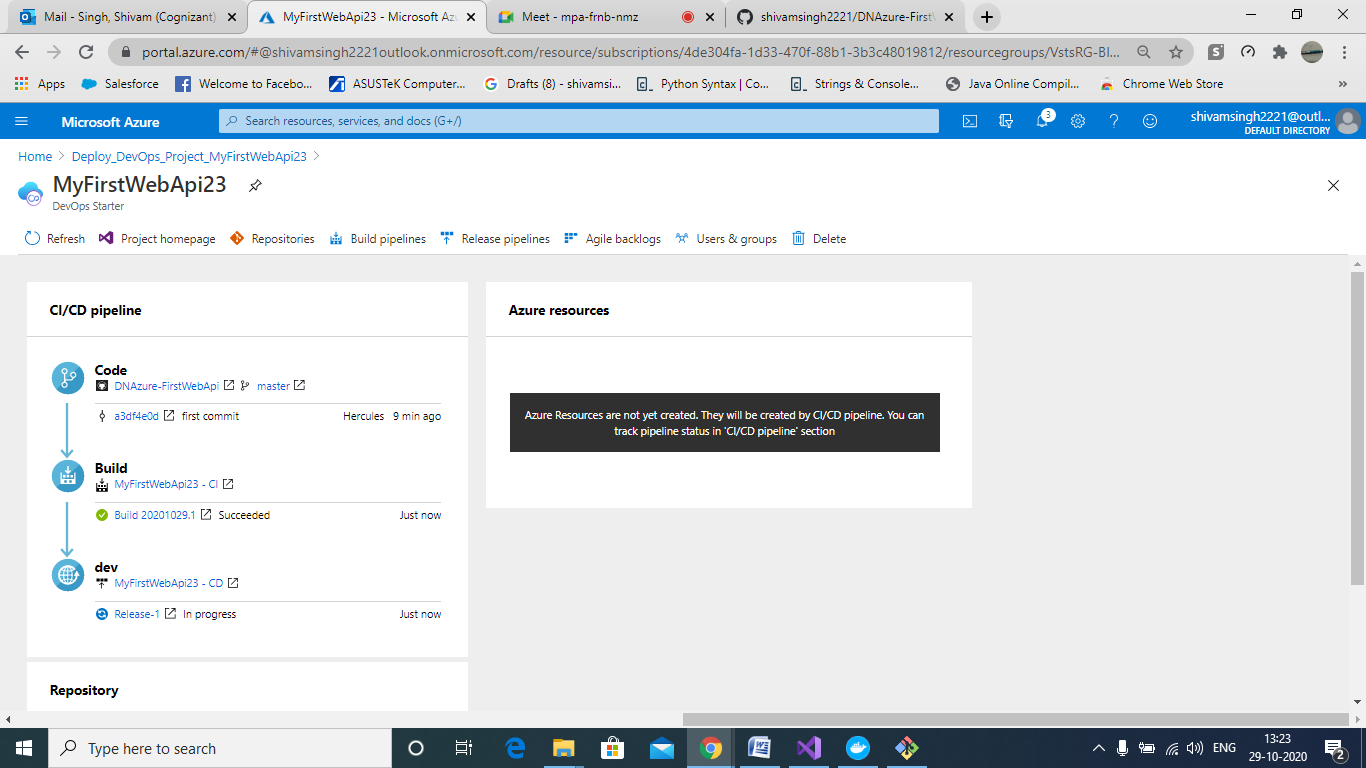 Mail - Singh, Shivam (Cognizant)
MyFirstWebApi23 - Microsoft Az
Meet - mpa-frnb-nmz
shivamsingh2221/DNAzure-First
portal.azure.com/#@shivamsingh2221outlook.onmicrosoft.com/resource/subscriptions/4de304fa-1d33-470f-88b1-3b3c48019812/resourcegroups/VstsRG-Bl...
Apps
Salesforce
Welcome to Facebo...
ASUSTeK Computer...
Drafts (8) - shivamsi...
Python Syntax | Co...
Strings & Console...
Java Online Compil...
Chrome Web Store
»
Microsoft Azure
Search resources, services, and docs (G+/)
3
shivamsingh2221@outl...
DEFAULT DIRECTORY
Home > Deploy_DevOps_Project_MyFirstWebApi23 >
MyFirstWebApi23
DevOps Starter
Refresh
Project homepage
Repositories
Build pipelines
Release pipelines
Agile backlogs
Users & groups
Delete
CI/CD pipeline
Code
DNAzure-FirstWebApi master
a3df4e0d first commit Hercules 9 min ago
Build
MyFirstWebApi23 - CI
Build 20201029.1 Succeeded Just now
dev
MyFirstWebApi23 - CD
Release-1 In progress Just now
Repository
Azure resources
Azure Resources are not yet created. They will be created by CI/CD pipeline. You can
track pipeline status in 'CI/CD pipeline' section
Type here to search
ENG
13:23
29-10-2020
2